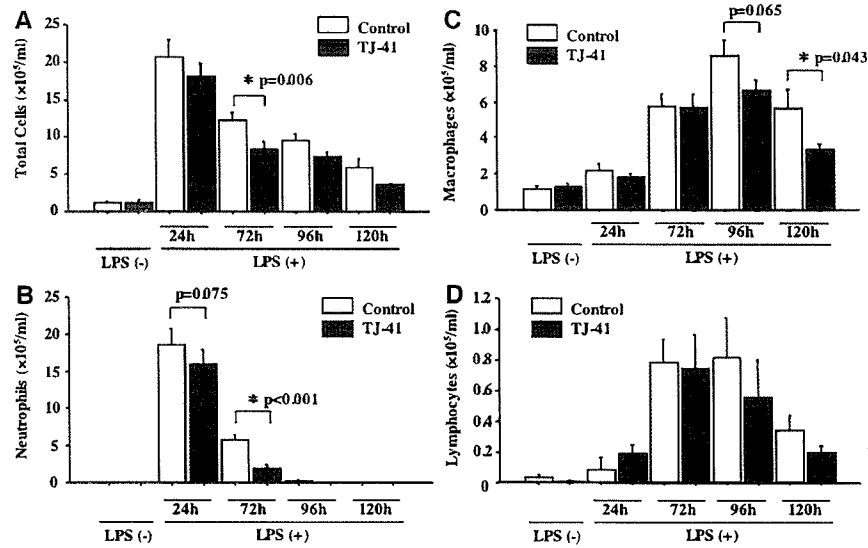 A
Total Cells (×10⁵/ml)
25
20
15
10
5
0
Control
TJ-41
* p=0.006
24h 72h 96h 120h
LPS (-) LPS (+)
B
Neutrophils (×10⁵/ml)
25
20
15
10
5
0
p=0.075
Control
TJ-41
* p<0.001
24h 72h 96h 120h
LPS (-) LPS (+)
C
Macrophages (×10⁵/ml)
10
8
6
4
2
0
Control
TJ-41
p=0.065
* p=0.043
24h 72h 96h 120h
LPS (-) LPS (+)
D
Lymphocytes (×10⁵/ml)
1.2
1.0
0.8
0.6
0.4
0.2
0
Control
TJ-41
24h 72h 96h 120h
LPS (-) LPS (+)